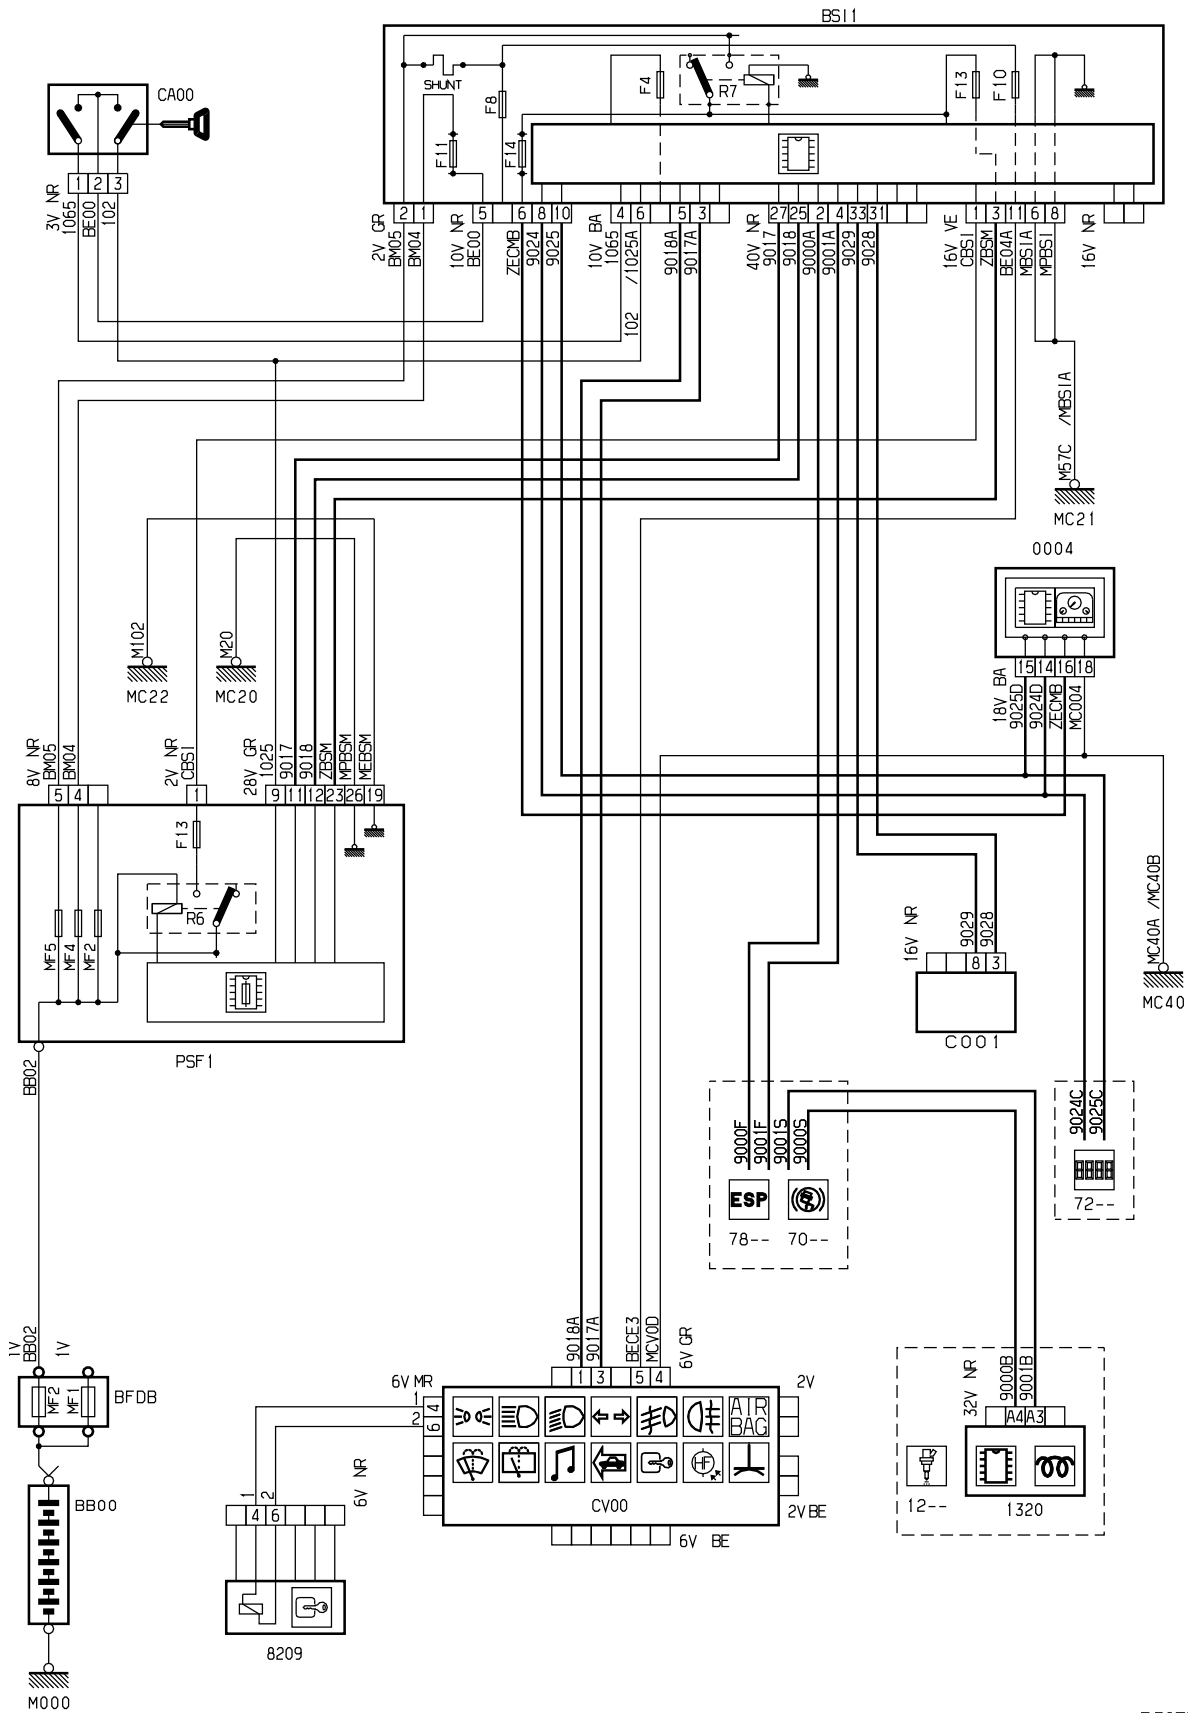 BSI1
CA00
SHUNT
F8
F11
F14
F4
R7
F13
F10
1 2 3
3V NR
1065
BE00
102
2 1
2V GR
BM05
BM04
5 6 8 10
10V NR
BE00
ZECMB
9024
9025
4 6 5 3
10V BA
1065
/1025A
102
9018A
9017A
27 25 2 4 33 31
40V NR
9017
9018
9000A
9001A
9029
9028
1 3 11 6 8
16V VE
CBSI
ZBSM
BE04A
MBSIA
MPBSI
16V NR
M57C /MBSIA
MC21
0004
15 14 16 18
18V BA
9025D
9024D
ZECMB
MC004
M102
MC22
M20
MC20
8V NR
BM05
BM04
2V NR
CBSI
28V GR
1025
9017
9018
ZBSM
MPBSM
MEBSM
5 4
1
9 11 12 23 26 19
F13
R6
MF5
MF4
MF2
PSF1
BB02
16V NR
9029
9028
8 3
C001
MC40A /MC40B
MC40
9000F
9001F
9001S
9000S
ESP
78--
70--
9024C
9025C
72--
1V
BB02
1V
MF2
MF1
BFDB
BB00
M000
9018A
9017A
BECE3
MCV0D
6V GR
1 3 5 4
6V MR
1
2
4
6
AIR
BAG
HF
CV00
2V
2V BE
6V BE
1
2
6V NR
4 6
8209
32V NR
9000B
9001B
A4 A3
12--
1320